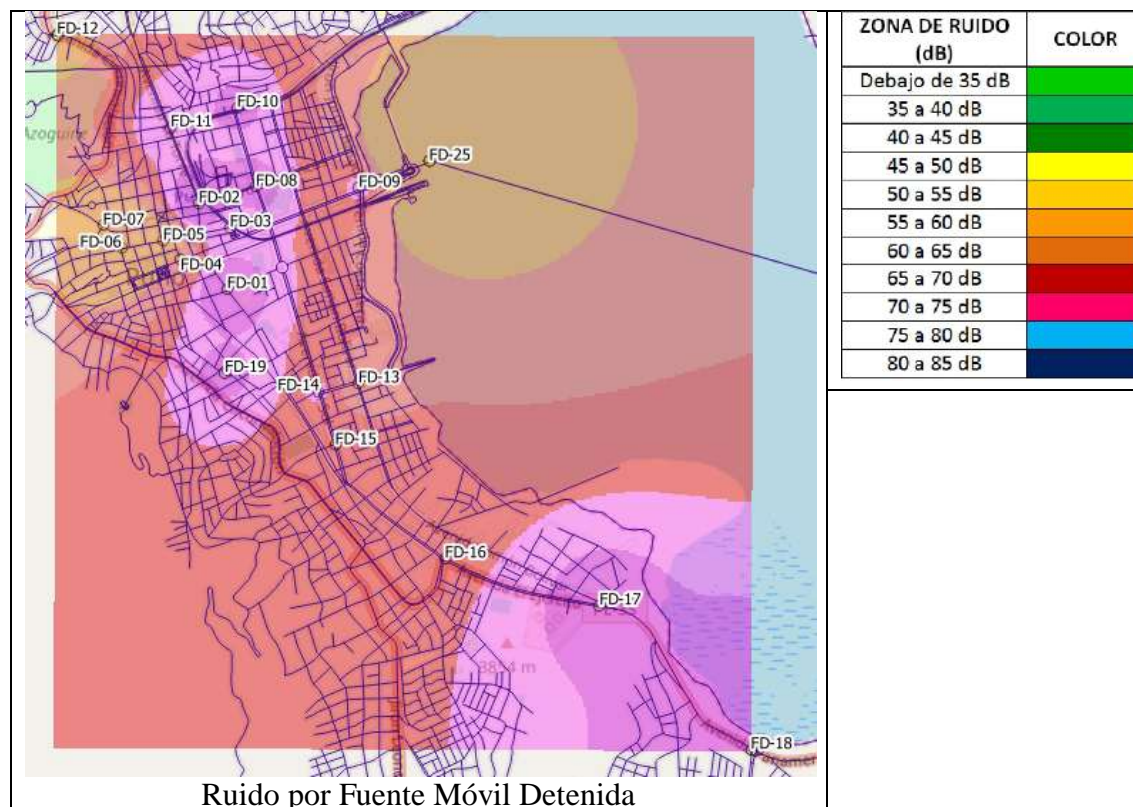 FD-12
FD-10
FD-11
Azogui
FD-25
FD-08
FD-09
FD-02
FD-07
FD-03
FD-05
FD-06
FD-04
FD-01
FD-19
FD-14
FD-13
FD-15
FD-16
FD-17
3854 m
FD-18
Ruido por Fuente Móvil Detenida
ZONA DE RUIDO (dB)
COLOR
Debajo de 35 dB
35 a 40 dB
40 a 45 dB
45 a 50 dB
50 a 55 dB
55 a 60 dB
60 a 65 dB
65 a 70 dB
70 a 75 dB
75 a 80 dB
80 a 85 dB